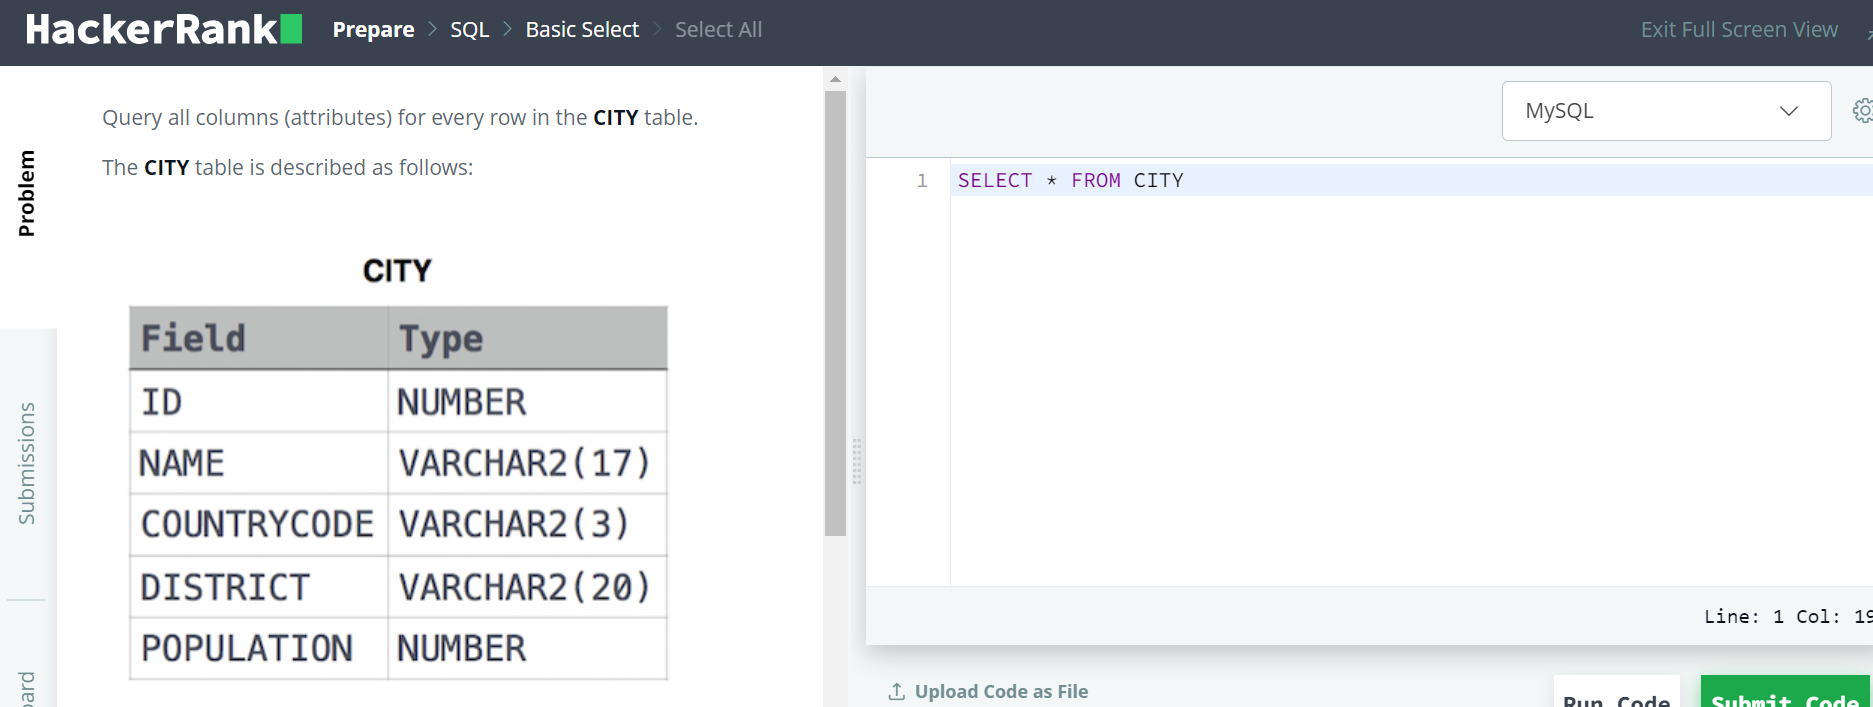 HackerRank
Prepare > SQL > Basic Select > Select All
Exit Full Screen View
Problem
Submissions
Query all columns (attributes) for every row in the CITY table.
The CITY table is described as follows:
CITY
Field Type
ID NUMBER
NAME VARCHAR2(17)
COUNTRYCODE VARCHAR2(3)
DISTRICT VARCHAR2(20)
POPULATION NUMBER
MySQL
1 SELECT * FROM CITY
Line: 1 Col: 19
Upload Code as File
Run Code
Submit Code